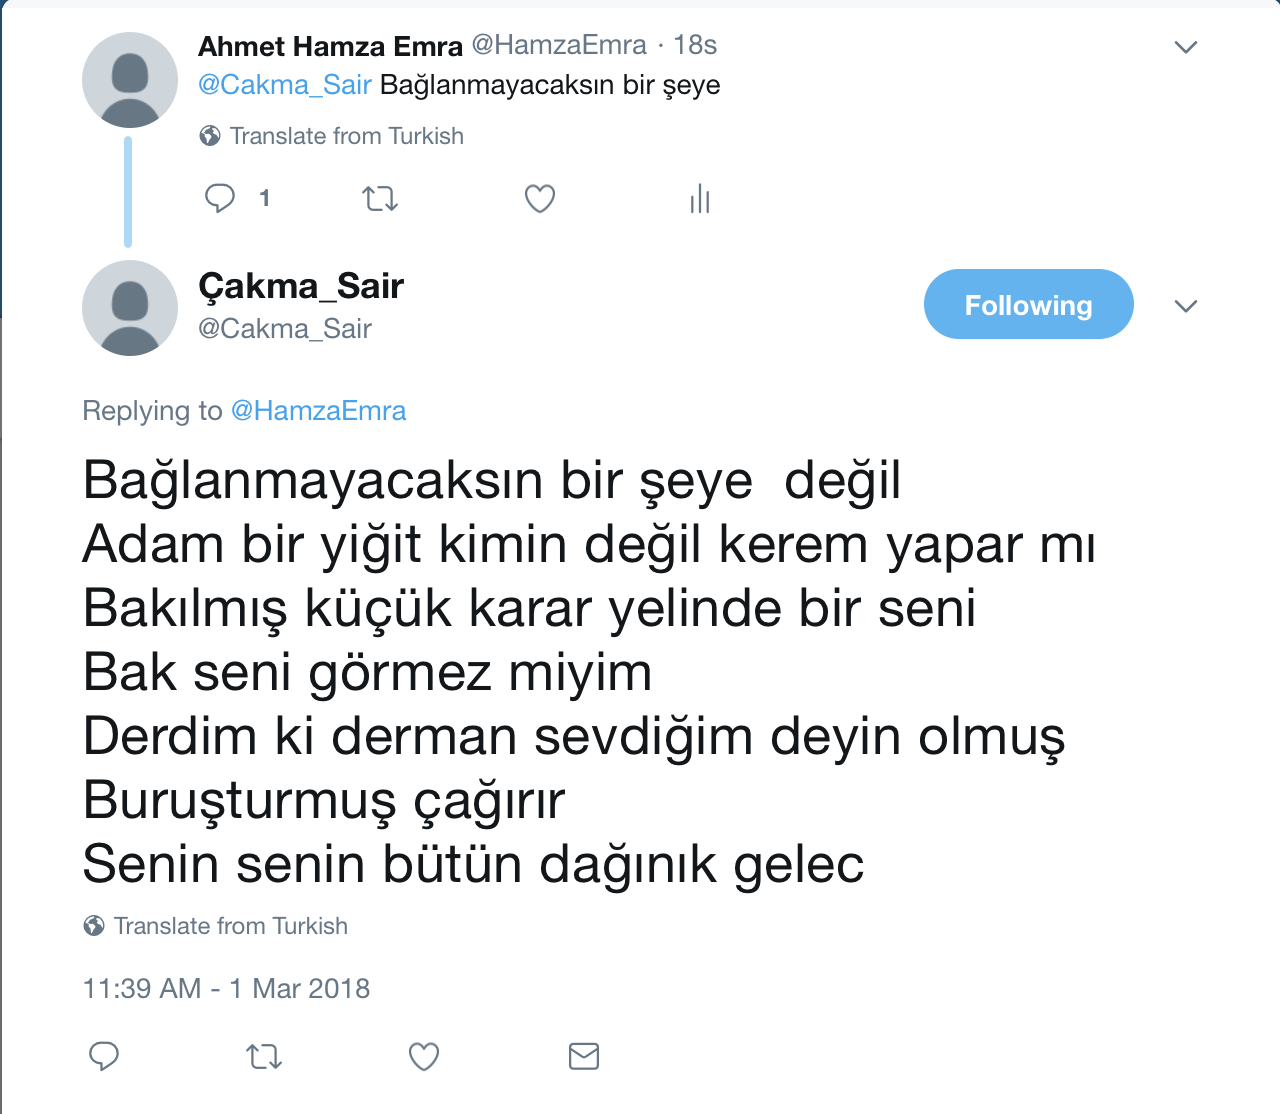 Ahmet Hamza Emra @HamzaEmra · 18s
@Cakma_Sair Bağlanmayacaksın bir şeye
Translate from Turkish
1
Çakma_Sair
Following
@Cakma_Sair
Replying to @HamzaEmra
Bağlanmayacaksın bir şeye  değil
Adam bir yiğit kimin değil kerem yapar mı
Bakılmış küçük karar yelinde bir seni
Bak seni görmez miyim
Derdim ki derman sevdiğim deyin olmuş
Buruşturmuş çağırır
Senin senin bütün dağınık gelec
Translate from Turkish
11:39 AM - 1 Mar 2018